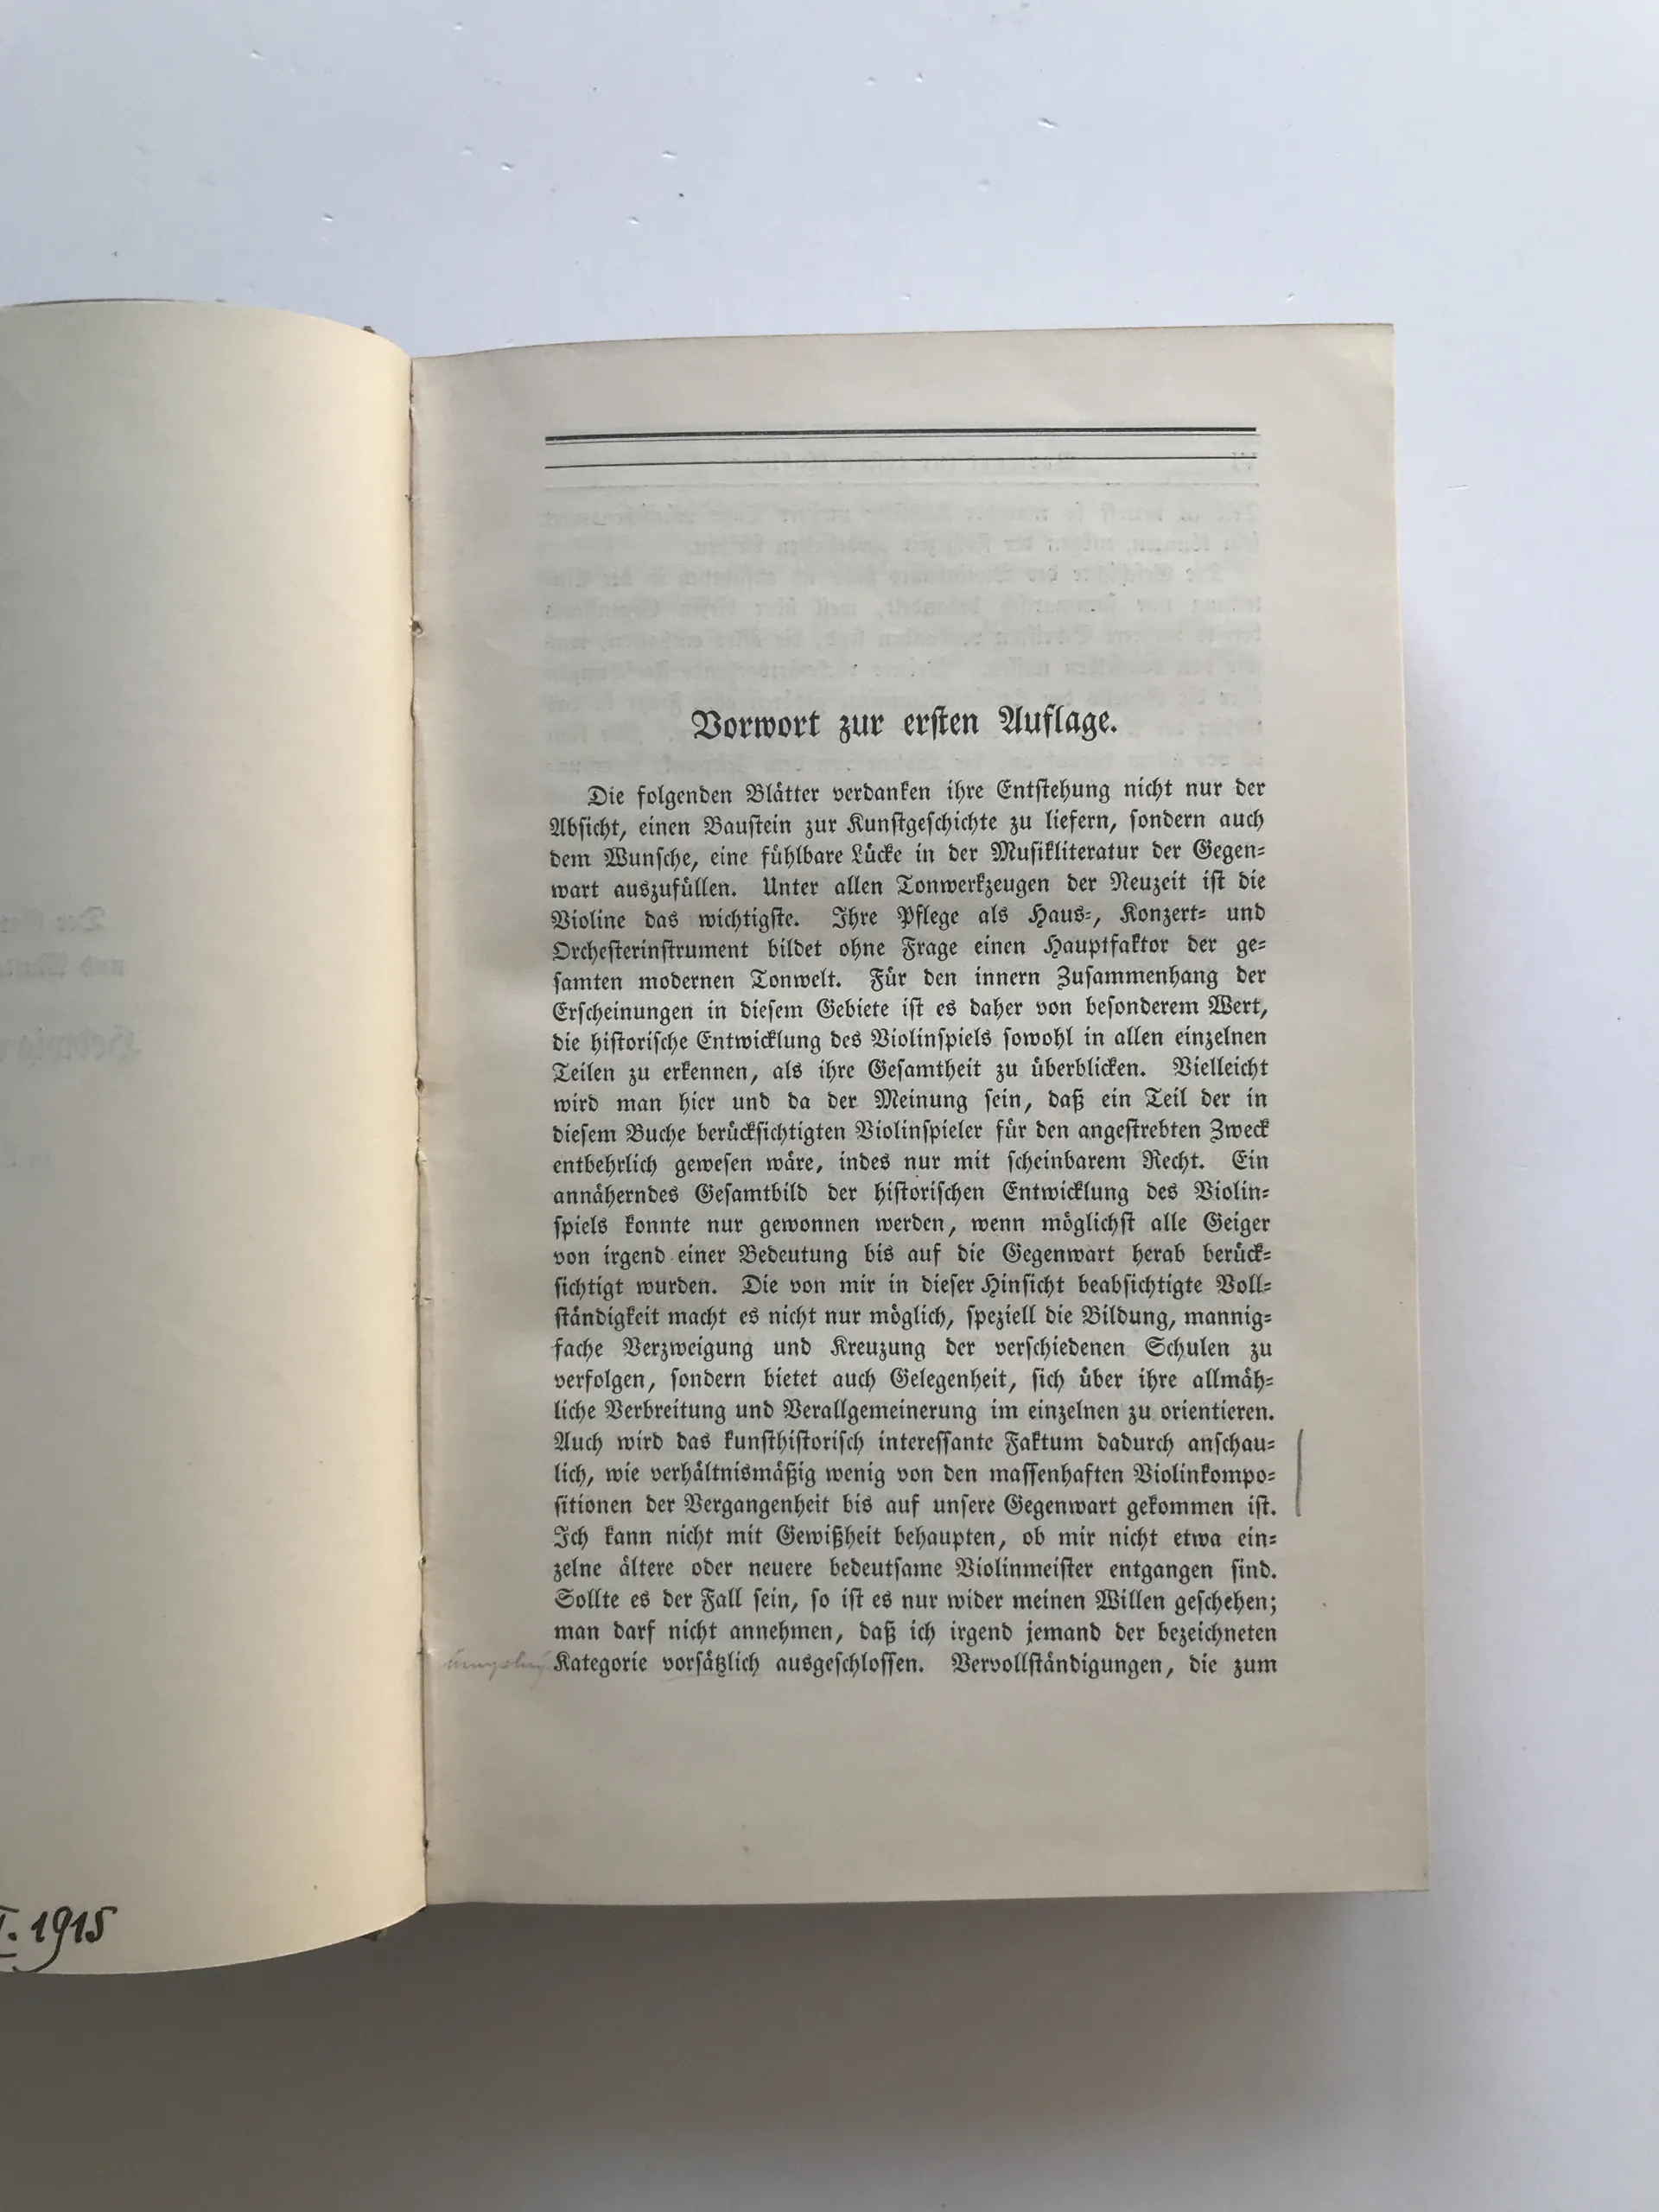 Vorwort zur ersten Auflage.
Die folgenden Blätter verdanken ihre Entstehung nicht nur der
Absicht, einen Baustein zur Kunstgeschichte zu liefern, sondern auch
dem Wunsche, eine fühlbare Lücke in der Musikliteratur der Gegen-
wart auszufüllen. Unter allen Tonwerkzeugen der Neuzeit ist die
Violine das wichtigste. Ihre Pflege als Haus-, Konzert- und
Orchesterinstrument bildet ohne Frage einen Hauptfaktor der ge-
samten modernen Tonwelt. Für den innern Zusammenhang der
Erscheinungen in diesem Gebiete ist es daher von besonderem Wert,
die historische Entwicklung des Violinspiels sowohl in allen einzelnen
Teilen zu erkennen, als ihre Gesamtheit zu überblicken. Vielleicht
wird man hier und da der Meinung sein, daß ein Teil der in
diesem Buche berücksichtigten Violinspieler für den angestrebten Zweck
entbehrlich gewesen wäre, indes nur mit scheinbarem Recht. Ein
annäherndes Gesamtbild der historischen Entwicklung des Violin-
spiels konnte nur gewonnen werden, wenn möglichst alle Geiger
von irgend einer Bedeutung bis auf die Gegenwart herab berück-
sichtigt wurden. Die von mir in dieser Hinsicht beabsichtigte Voll-
ständigkeit macht es nicht nur möglich, speziell die Bildung, mannig-
fache Verzweigung und Kreuzung der verschiedenen Schulen zu
verfolgen, sondern bietet auch Gelegenheit, sich über ihre allmäh-
liche Verbreitung und Verallgemeinerung im einzelnen zu orientieren.
Auch wird das kunsthistorisch interessante Faktum dadurch anschau-
lich, wie verhältnismäßig wenig von den massenhaften Violinkompo-
sitionen der Vergangenheit bis auf unsere Gegenwart gekommen ist.
Ich kann nicht mit Gewißheit behaupten, ob mir nicht etwa ein-
zelne ältere oder neuere bedeutsame Violinmeister entgangen sind.
Sollte es der Fall sein, so ist es nur wider meinen Willen geschehen;
man darf nicht annehmen, daß ich irgend jemand der bezeichneten
Kategorie vorsätzlich ausgeschlossen. Vervollständigungen, die zum
1915